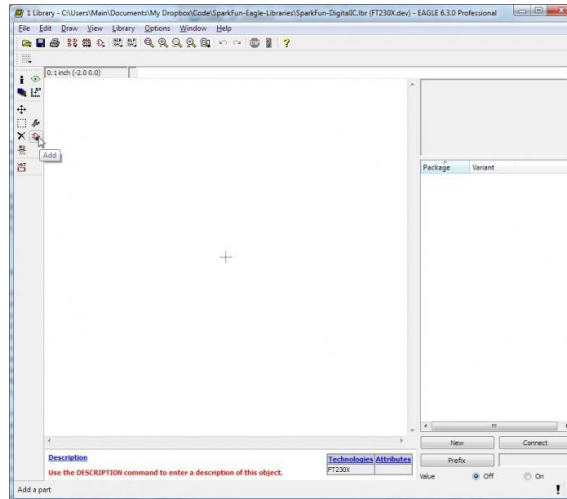 1 Library - C:\Users\Main\Documents\My Dropbox\Code\SparkFun-Eagle-Libraries\SparkFun-DigitalIC.lbr (FT230X.dev) - EAGLE 6.3.0 Professional
File Edit Draw View Library Options Window Help
0.1 inch (-2.0 0.0)
Add
Package Variant
New Connect
Description Technologies Attributes
Prefix
Use the DESCRIPTION command to enter a description of this object. FT230X
Value Off On
Add a part